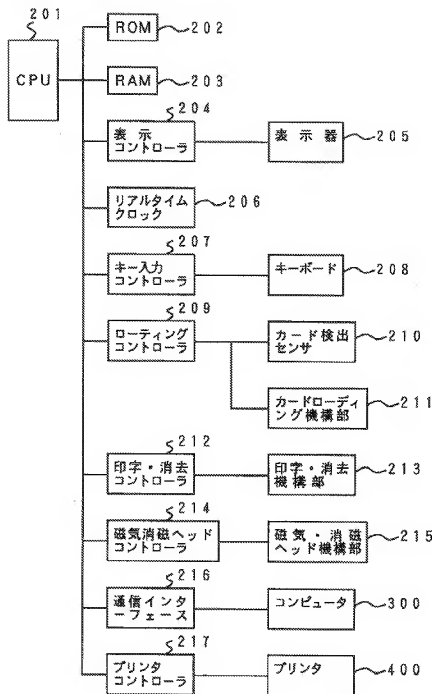 201
CPU
ROM
202
RAM
203
204
表示
コントローラ
表示器
205
リアルタイム
クロック
206
207
キー入力
コントローラ
キーボード
208
209
ローティング
コントローラ
カード検出
センサ
210
カードローディ
ング機構部
211
212
印字・消去
コントローラ
印字・消去
機構部
213
214
磁気消磁ヘッド
コントローラ
磁気・消磁
ヘッド機構部
215
216
通信インタ
ーフェース
コンピュータ
300
217
プリンタ
コントローラ
プリンタ
400